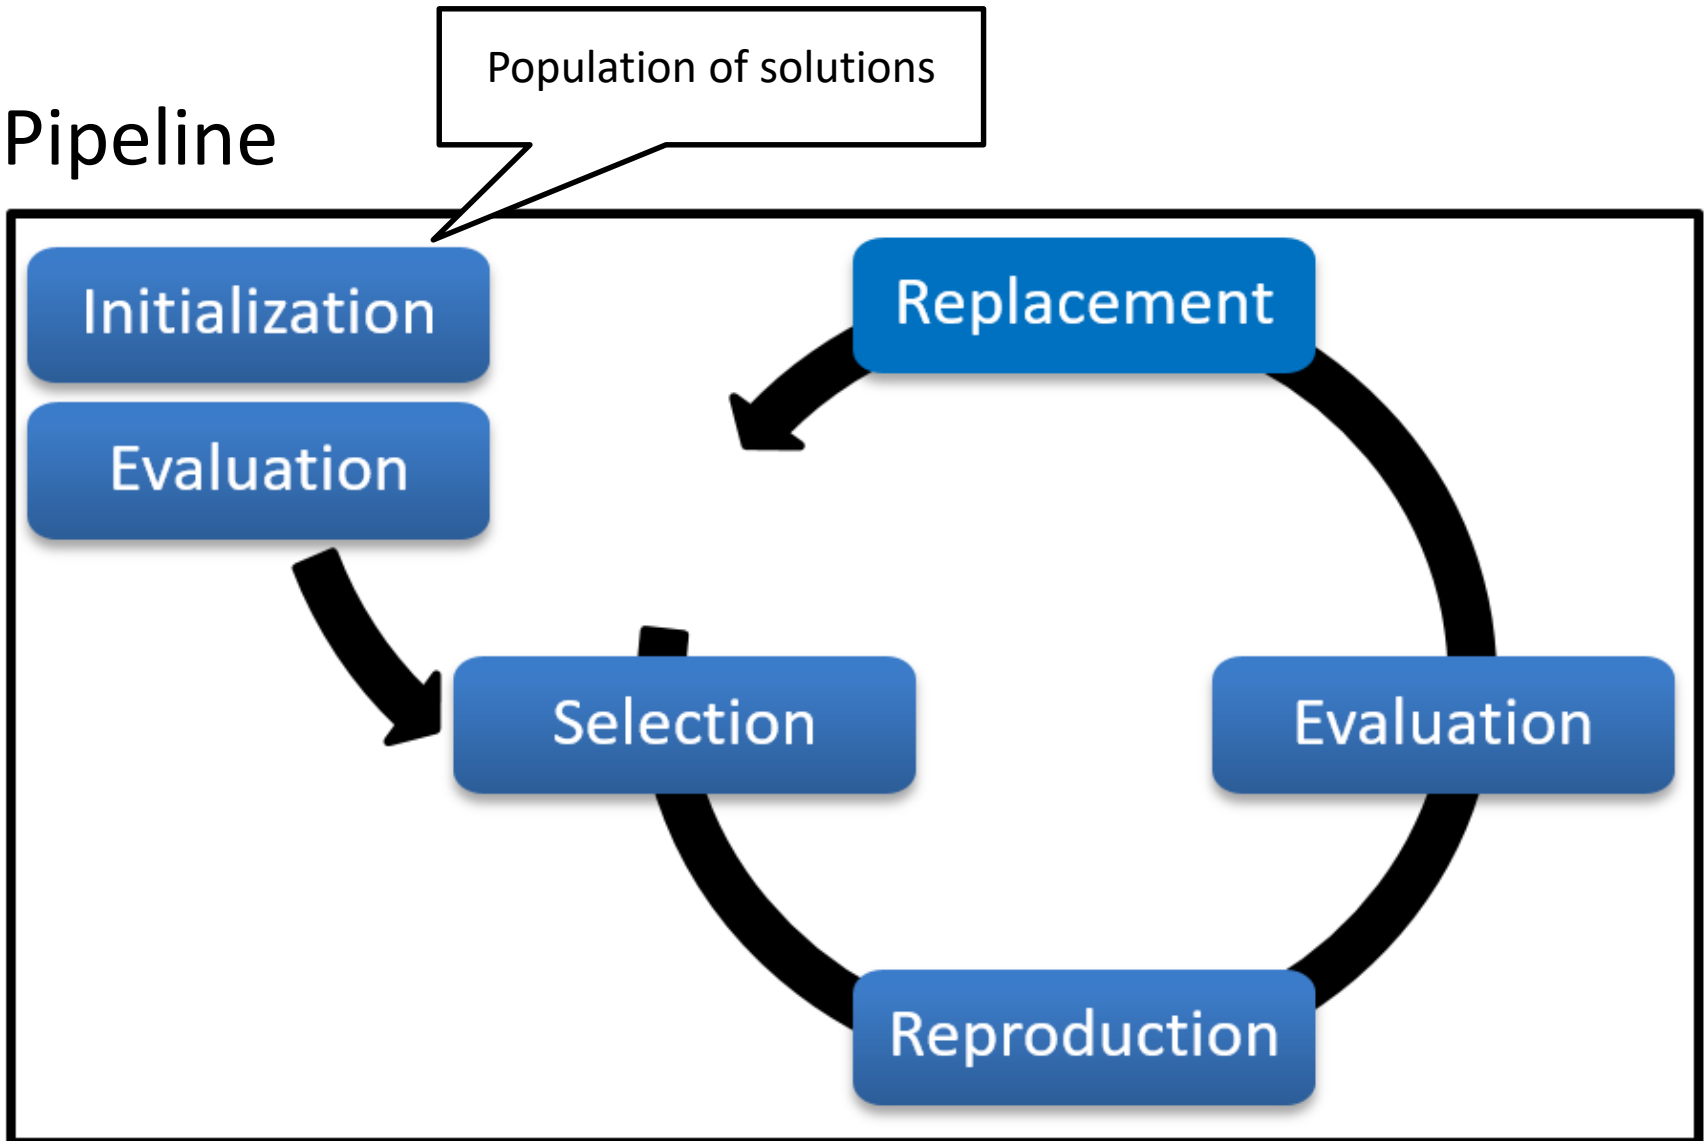 Population of solutions
Pipeline
Initialization
Replacement
Evaluation
Selection
Evaluation
Reproduction